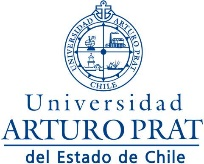 UNIVERSIDAD ARTURO PRAT
CHILE
Universidad
ARTURO PRAT
del Estado de Chile